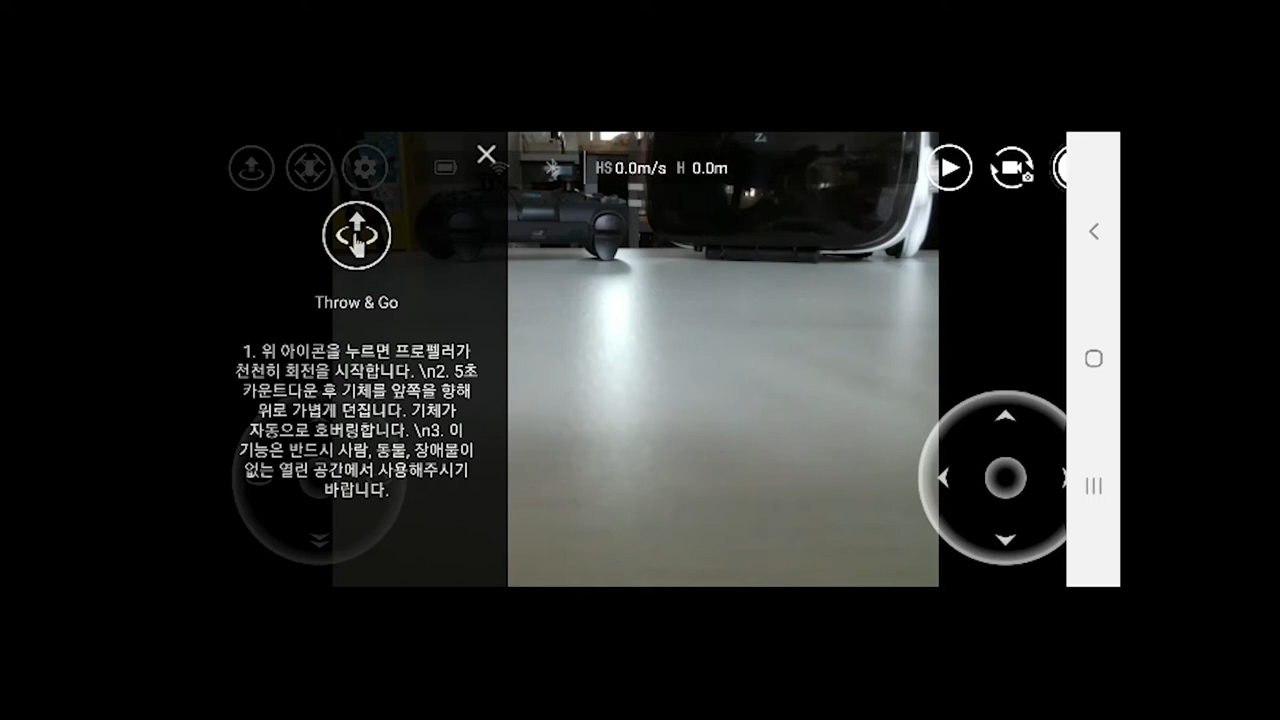 HS 0.0m/s H 0.0m
Throw & Go
1. 위 아이콘을 누르면 프로펠러가
천천히 회전을 시작합니다. \n2. 5초
카운트다운 후 기체를 앞쪽을 향해
위로 가볍게 던집니다. 기체가
자동으로 호버링합니다. \n3. 이
기능은 반드시 사람, 동물, 장애물이
없는 열린 공간에서 사용해주시기
바랍니다.